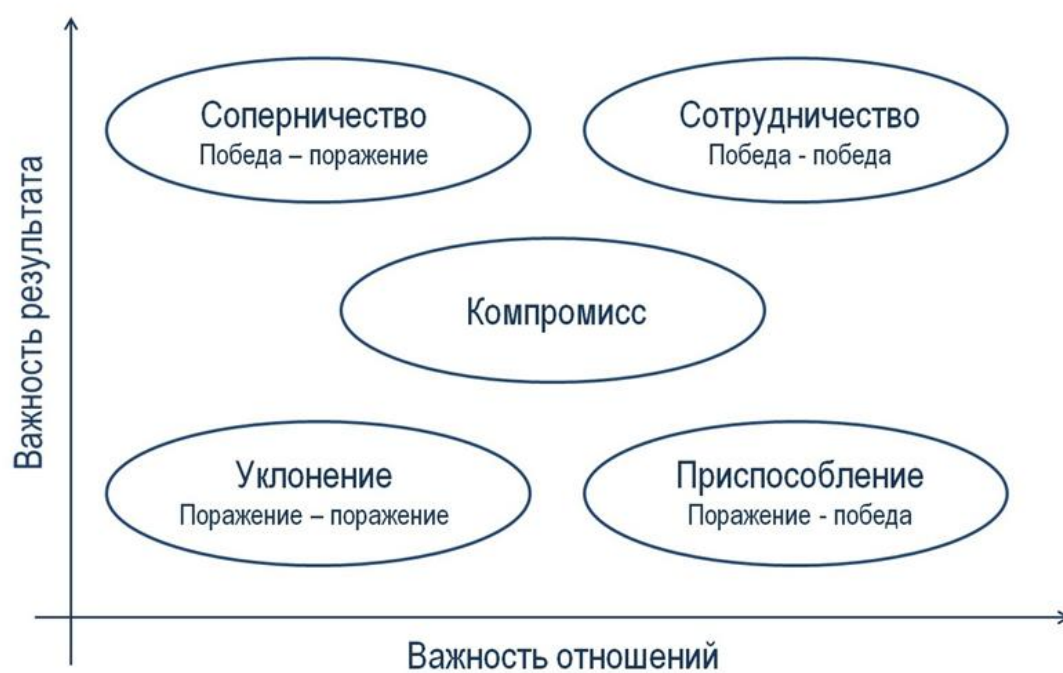 Важность результата
Соперничество
Победа – поражение
Сотрудничество
Победа - победа
Компромисс
Уклонение
Поражение – поражение
Приспособление
Поражение - победа
Важность отношений